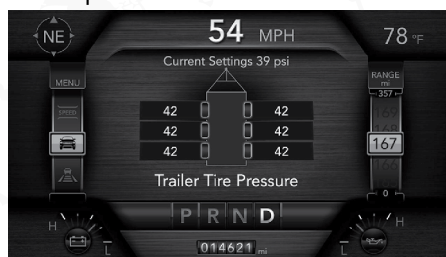 NE
54 MPH
78 °F
Current Settings 39 psi
MENU
SPEED
RANGE
mi
357
167
0
42 42
42 42
42 42
Trailer Tire Pressure
P R N D
H
L
014621 mi
L
H